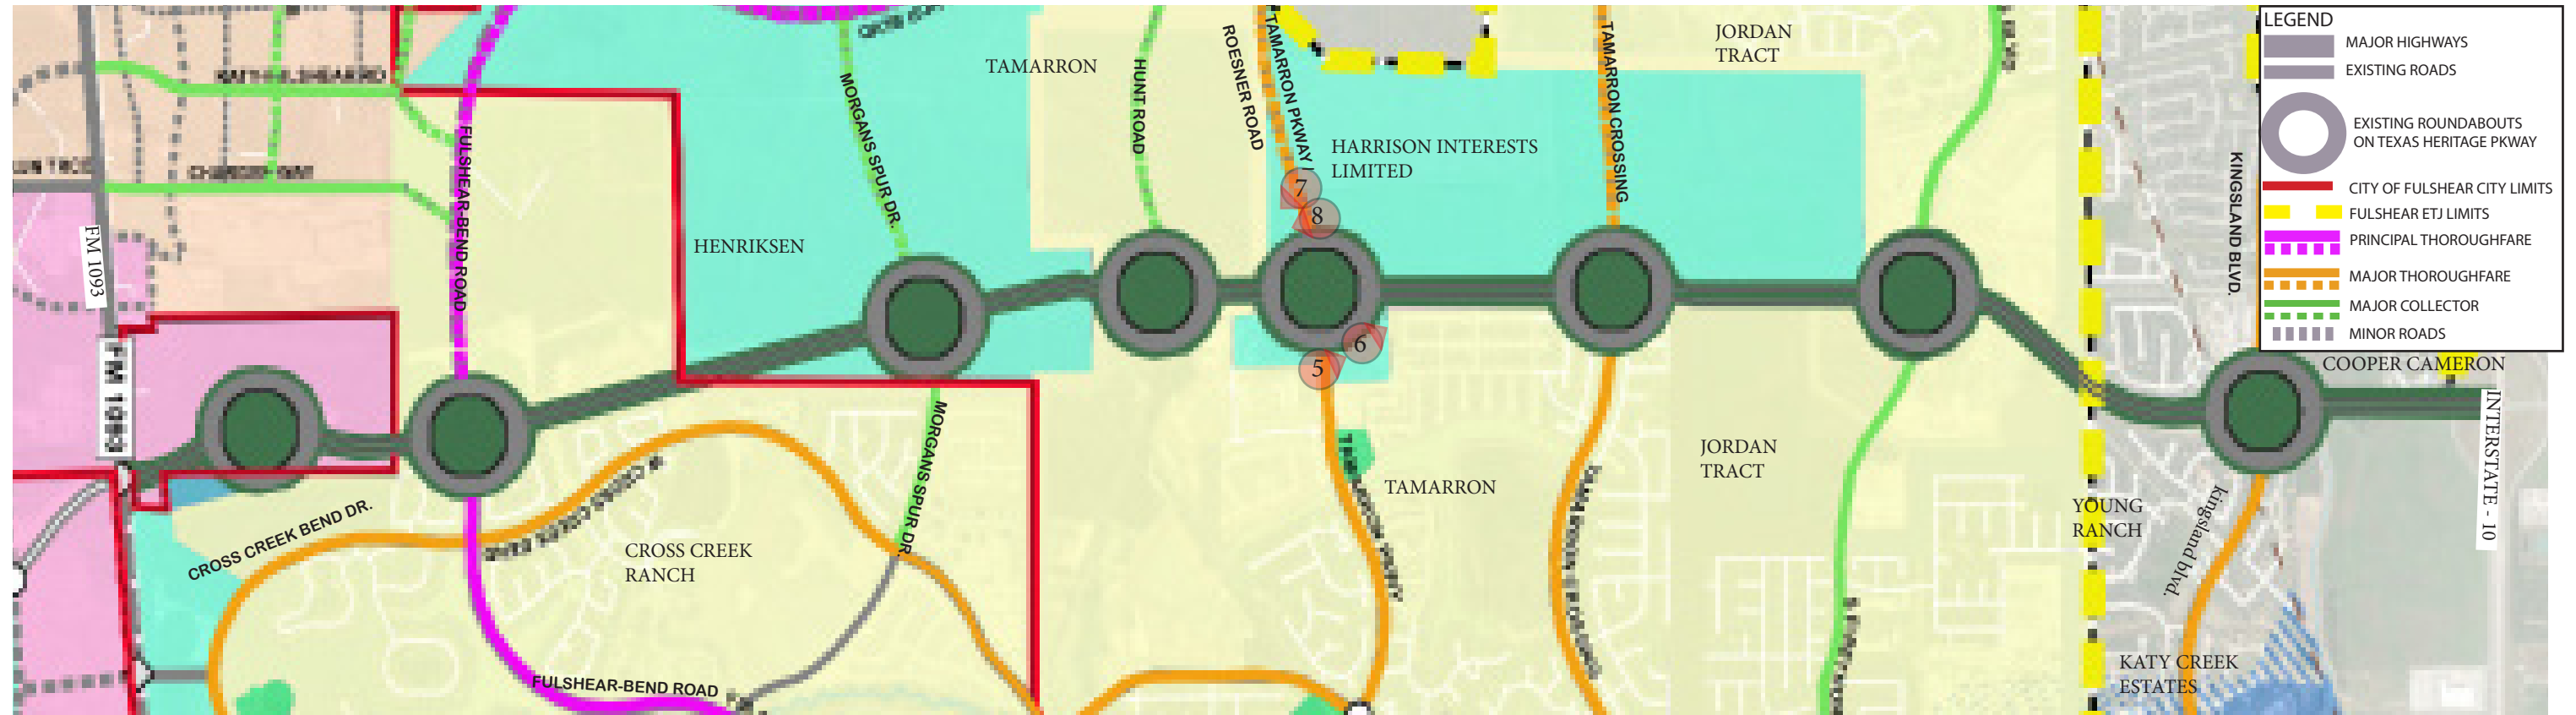 LEGEND
MAJOR HIGHWAYS
EXISTING ROADS
EXISTING ROUNDABOUTS
ON TEXAS HERITAGE PKWAY
CITY OF FULSHEAR CITY LIMITS
FULSHEAR ETJ LIMITS
PRINCIPAL THOROUGHFARE
MAJOR THOROUGHFARE
MAJOR COLLECTOR
MINOR ROADS
FM 1093
FM 1093
FULSHEAR-BEND ROAD
HENRIKSEN
MORGANS SPUR DR.
TAMARRON
HUNT ROAD
ROESNER ROAD
TAMARRON PKWAY
7
8
HARRISON INTERESTS
LIMITED
TAMARRON CROSSING
JORDAN
TRACT
KINGSLAND BLVD.
COOPER CAMERON
INTERSTATE - 10
5
6
CROSS CREEK BEND DR.
CROSS CREEK
RANCH
MORGANS SPUR DR.
FULSHEAR-BEND ROAD
TAMARRON
JORDAN
TRACT
YOUNG
RANCH
kingsland blvd.
KATY CREEK
ESTATES